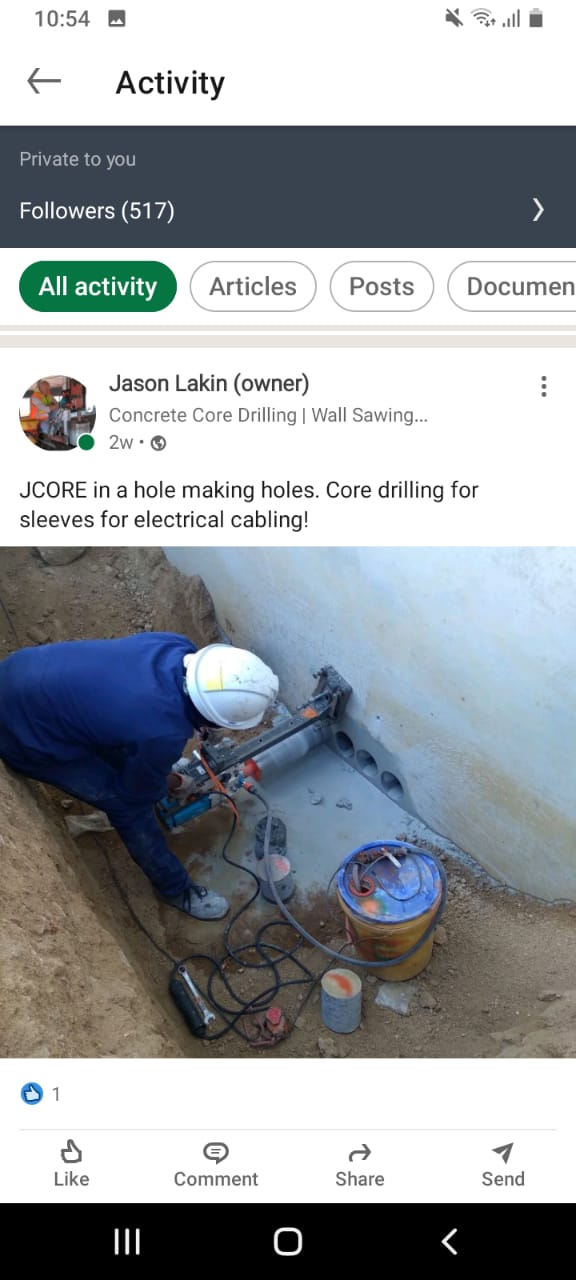 10:54
Activity
Private to you
Followers (517)
All activity
Articles
Posts
Documen
Jason Lakin (owner)
Concrete Core Drilling | Wall Sawing...
2w •
JCORE in a hole making holes. Core drilling for
sleeves for electrical cabling!
1
Like
Comment
Share
Send